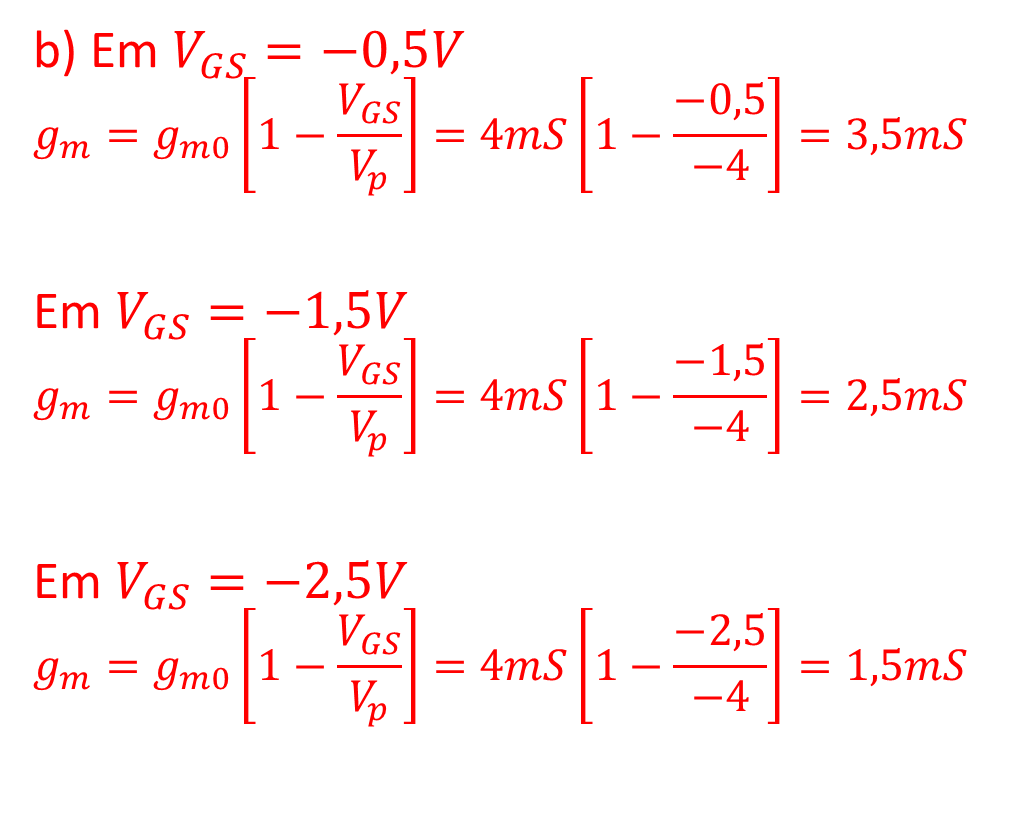 b) Em V_GS = −0,5V
g_m = g_m0 [1 − V_GS / V_p] = 4mS [1 − −0,5 / −4] = 3,5mS
Em V_GS = −1,5V
g_m = g_m0 [1 − V_GS / V_p] = 4mS [1 − −1,5 / −4] = 2,5mS
Em V_GS = −2,5V
g_m = g_m0 [1 − V_GS / V_p] = 4mS [1 − −2,5 / −4] = 1,5mS